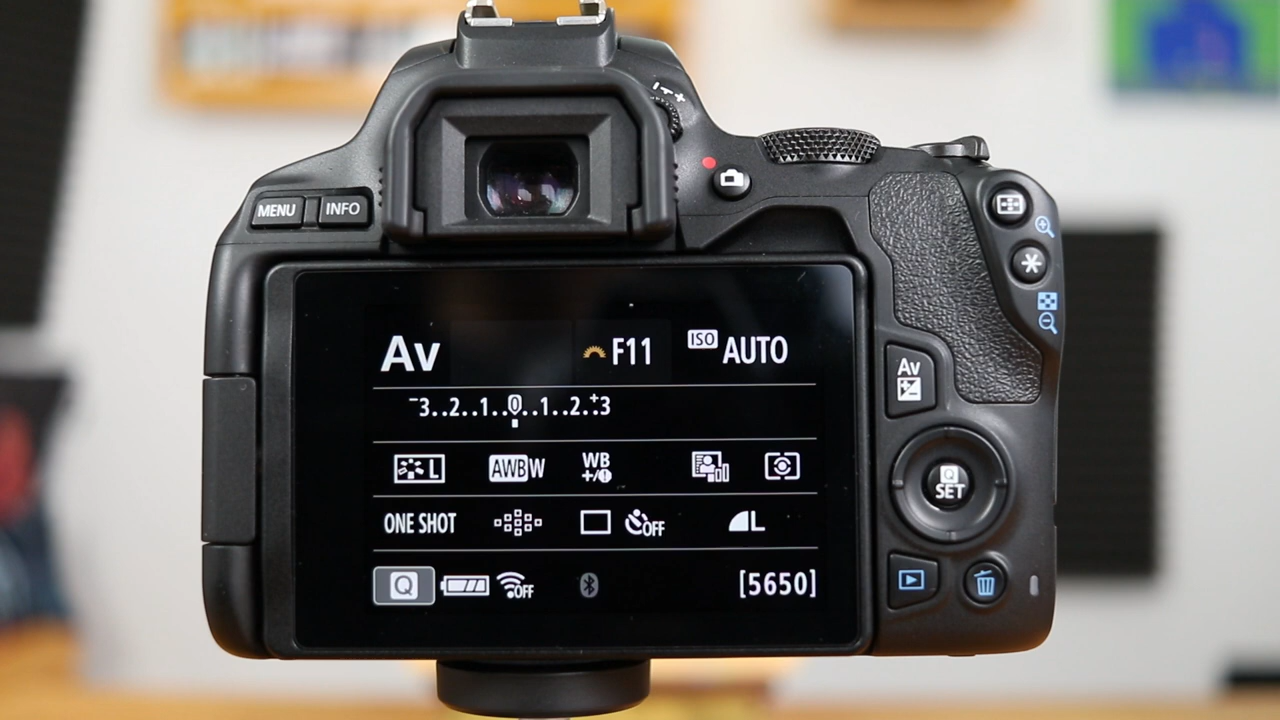 MENU INFO
Av F11 ISO AUTO
-3..2..1..0..1..2..+3
L AWB W WB +/-
ONE SHOT OFF L
Q OFF [5650]
Av
Q
SET